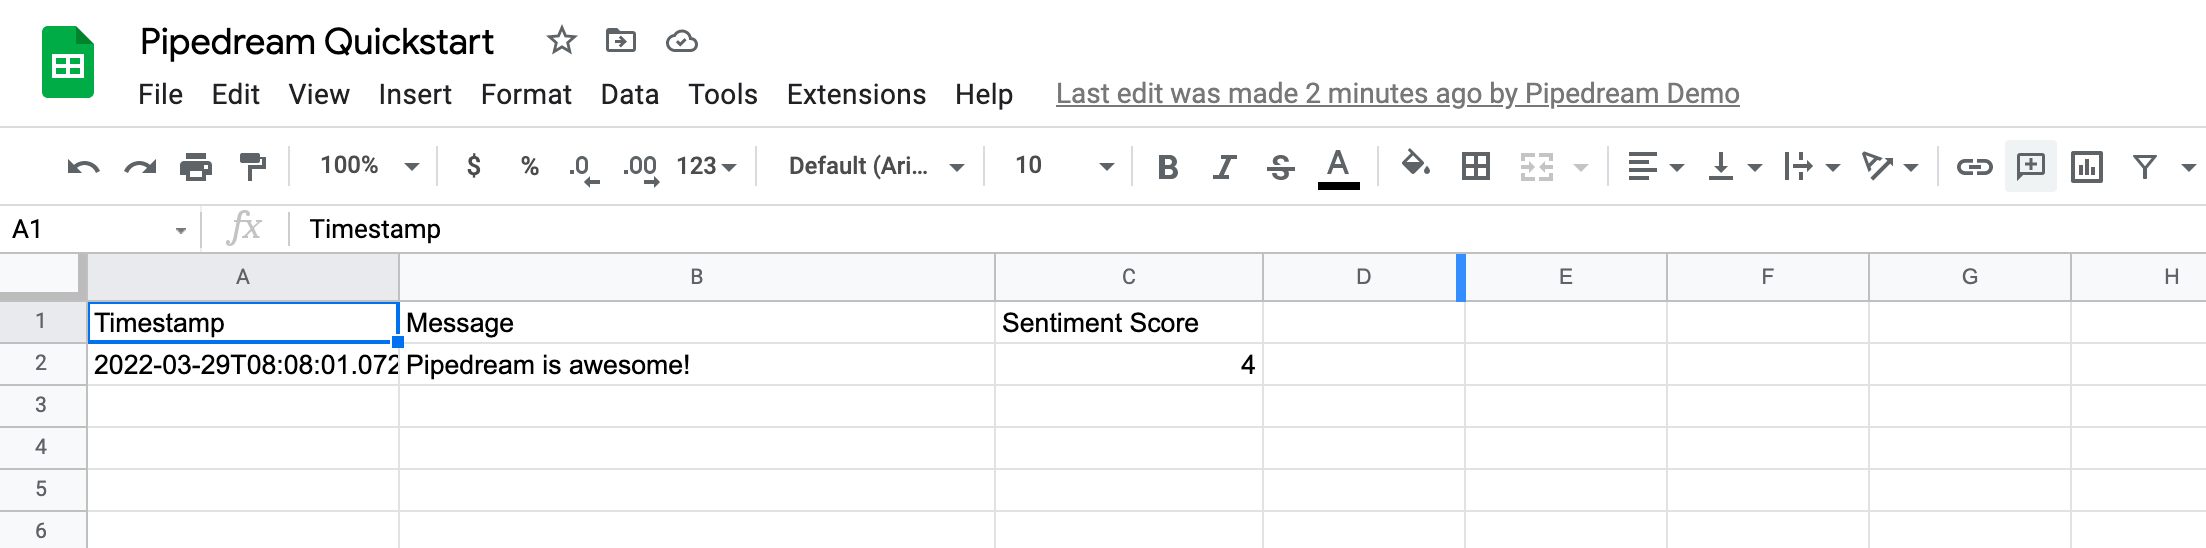 Pipedream Quickstart
File Edit View Insert Format Data Tools Extensions Help Last edit was made 2 minutes ago by Pipedream Demo
100% $ % .0 .00 123 Default (Ari... 10 B I S A
A1 fx Timestamp
A B C D E F G H
1 Timestamp Message Sentiment Score
2 2022-03-29T08:08:01.072 Pipedream is awesome! 4
3
4
5
6